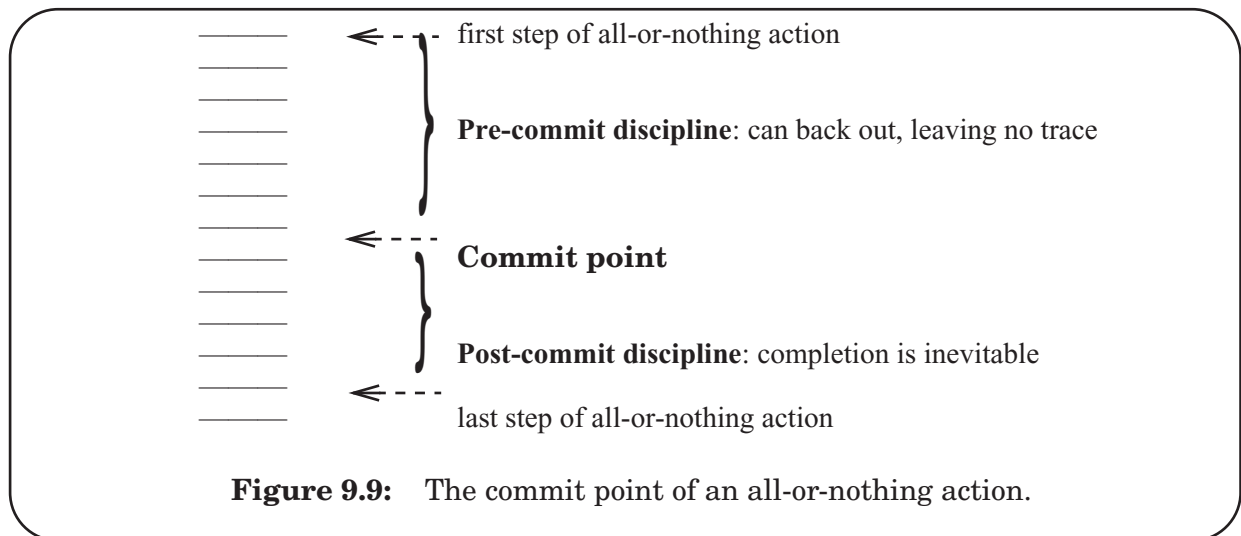 first step of all-or-nothing action
Pre-commit discipline: can back out, leaving no trace
Commit point
Post-commit discipline: completion is inevitable
last step of all-or-nothing action
Figure 9.9: The commit point of an all-or-nothing action.